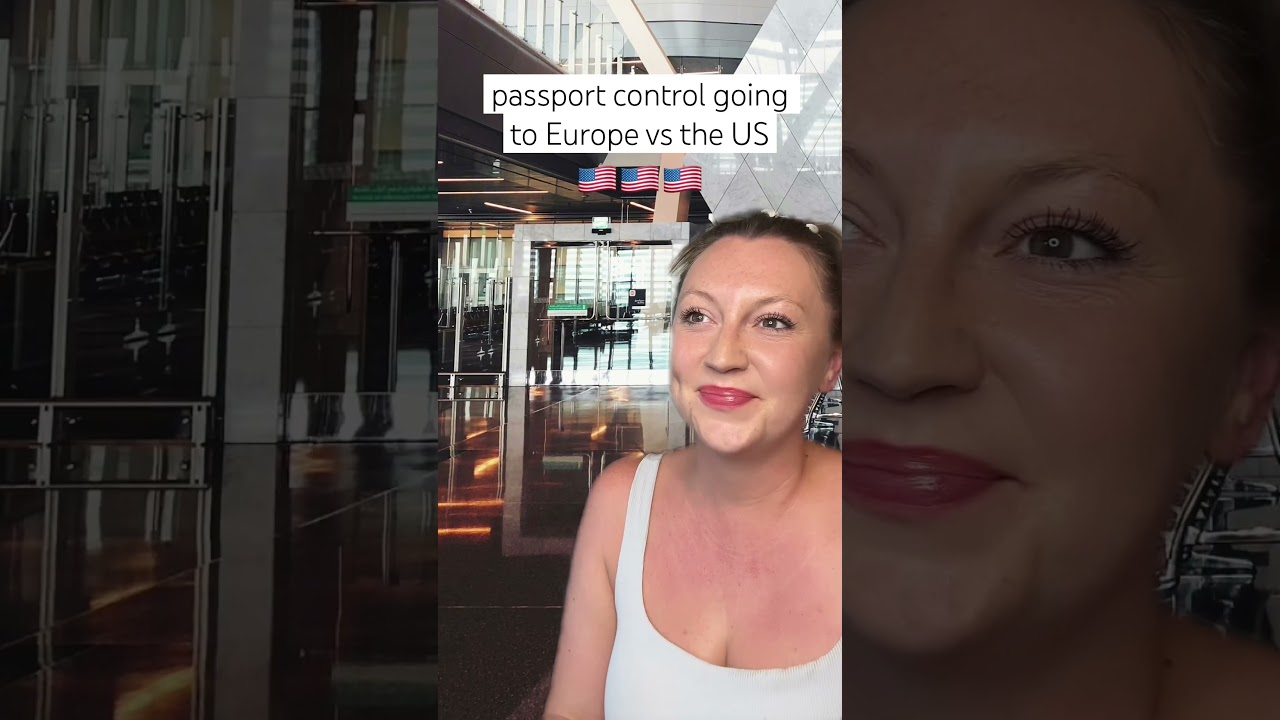 passport control going
to Europe vs the US
🇺🇸🇺🇸🇺🇸